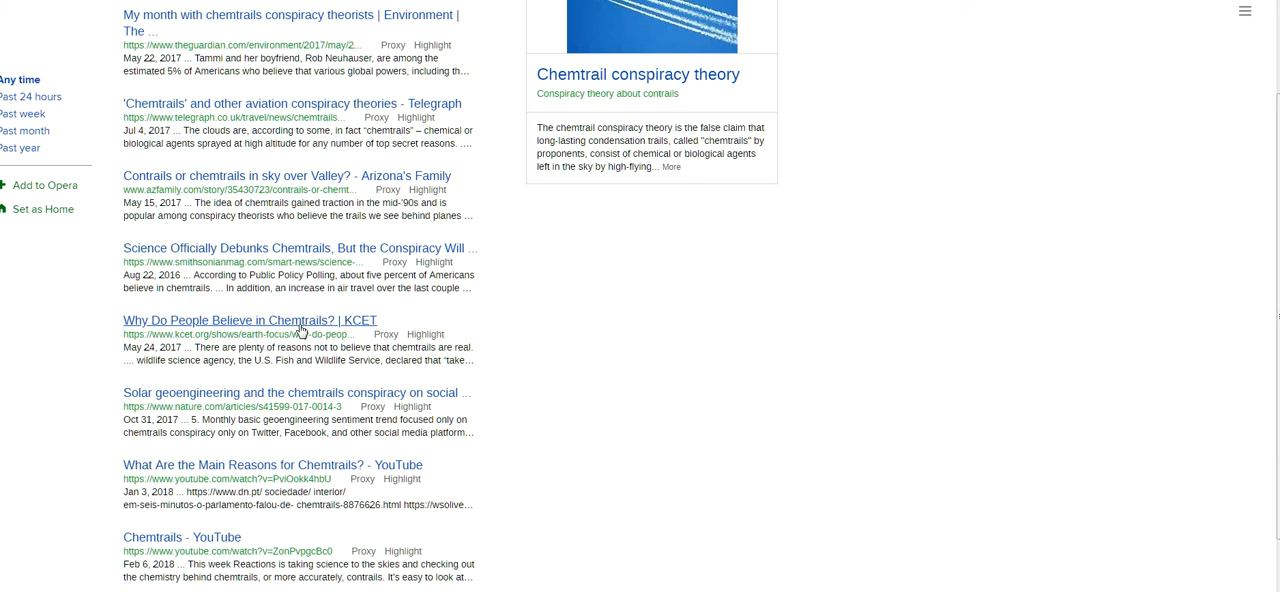 My month with chemtrails conspiracy theorists | Environment |
The ...
https://www.theguardian.com/environment/2017/may/2... Proxy Highlight
May 22, 2017 ... Tammi and her boyfriend, Rob Neuhauser, are among the
estimated 5% of Americans who believe that various global powers, including th...
Any time
Past 24 hours
Past week
Past month
Past year
Add to Opera
Set as Home
'Chemtrails' and other aviation conspiracy theories - Telegraph
https://www.telegraph.co.uk/travel/news/chemtrails... Proxy Highlight
Jul 4, 2017 ... The clouds are, according to some, in fact “chemtrails” – chemical or
biological agents sprayed at high altitude for any number of top secret reasons. ....
Contrails or chemtrails in sky over Valley? - Arizona's Family
www.azfamily.com/story/35430723/contrails-or-chemt... Proxy Highlight
May 15, 2017 ... The idea of chemtrails gained traction in the mid-'90s and is
popular among conspiracy theorists who believe the trails we see behind planes ...
Science Officially Debunks Chemtrails, But the Conspiracy Will ...
https://www.smithsonianmag.com/smart-news/science-... Proxy Highlight
Aug 22, 2016 ... According to Public Policy Polling, about five percent of Americans
believe in chemtrails. ... In addition, an increase in air travel over the last couple ...
Why Do People Believe in Chemtrails? | KCET
https://www.kcet.org/shows/earth-focus/ -do-peop... Proxy Highlight
May 24, 2017 ... There are plenty of reasons not to believe that chemtrails are real.
.... wildlife science agency, the U.S. Fish and Wildlife Service, declared that “take...
Solar geoengineering and the chemtrails conspiracy on social ...
https://www.nature.com/articles/s41599-017-0014-3 Proxy Highlight
Oct 31, 2017 ... 5. Monthly basic geoengineering sentiment trend focused only on
chemtrails conspiracy only on Twitter, Facebook, and other social media platform...
What Are the Main Reasons for Chemtrails? - YouTube
https://www.youtube.com/watch?v=PviOokk4hbU Proxy Highlight
Jan 3, 2018 ... https://www.dn.pt/ sociedade/ interior/
em-seis-minutos-o-parlamento-falou-de- chemtrails-8876626.html https://wsolive...
Chemtrails - YouTube
https://www.youtube.com/watch?v=ZonPvpgcBc0 Proxy Highlight
Feb 6, 2018 ... This week Reactions is taking science to the skies and checking out
the chemistry behind chemtrails, or more accurately, contrails. It's easy to look at...
Chemtrail conspiracy theory
Conspiracy theory about contrails
The chemtrail conspiracy theory is the false claim that
long-lasting condensation trails, called "chemtrails" by
proponents, consist of chemical or biological agents
left in the sky by high-flying... More